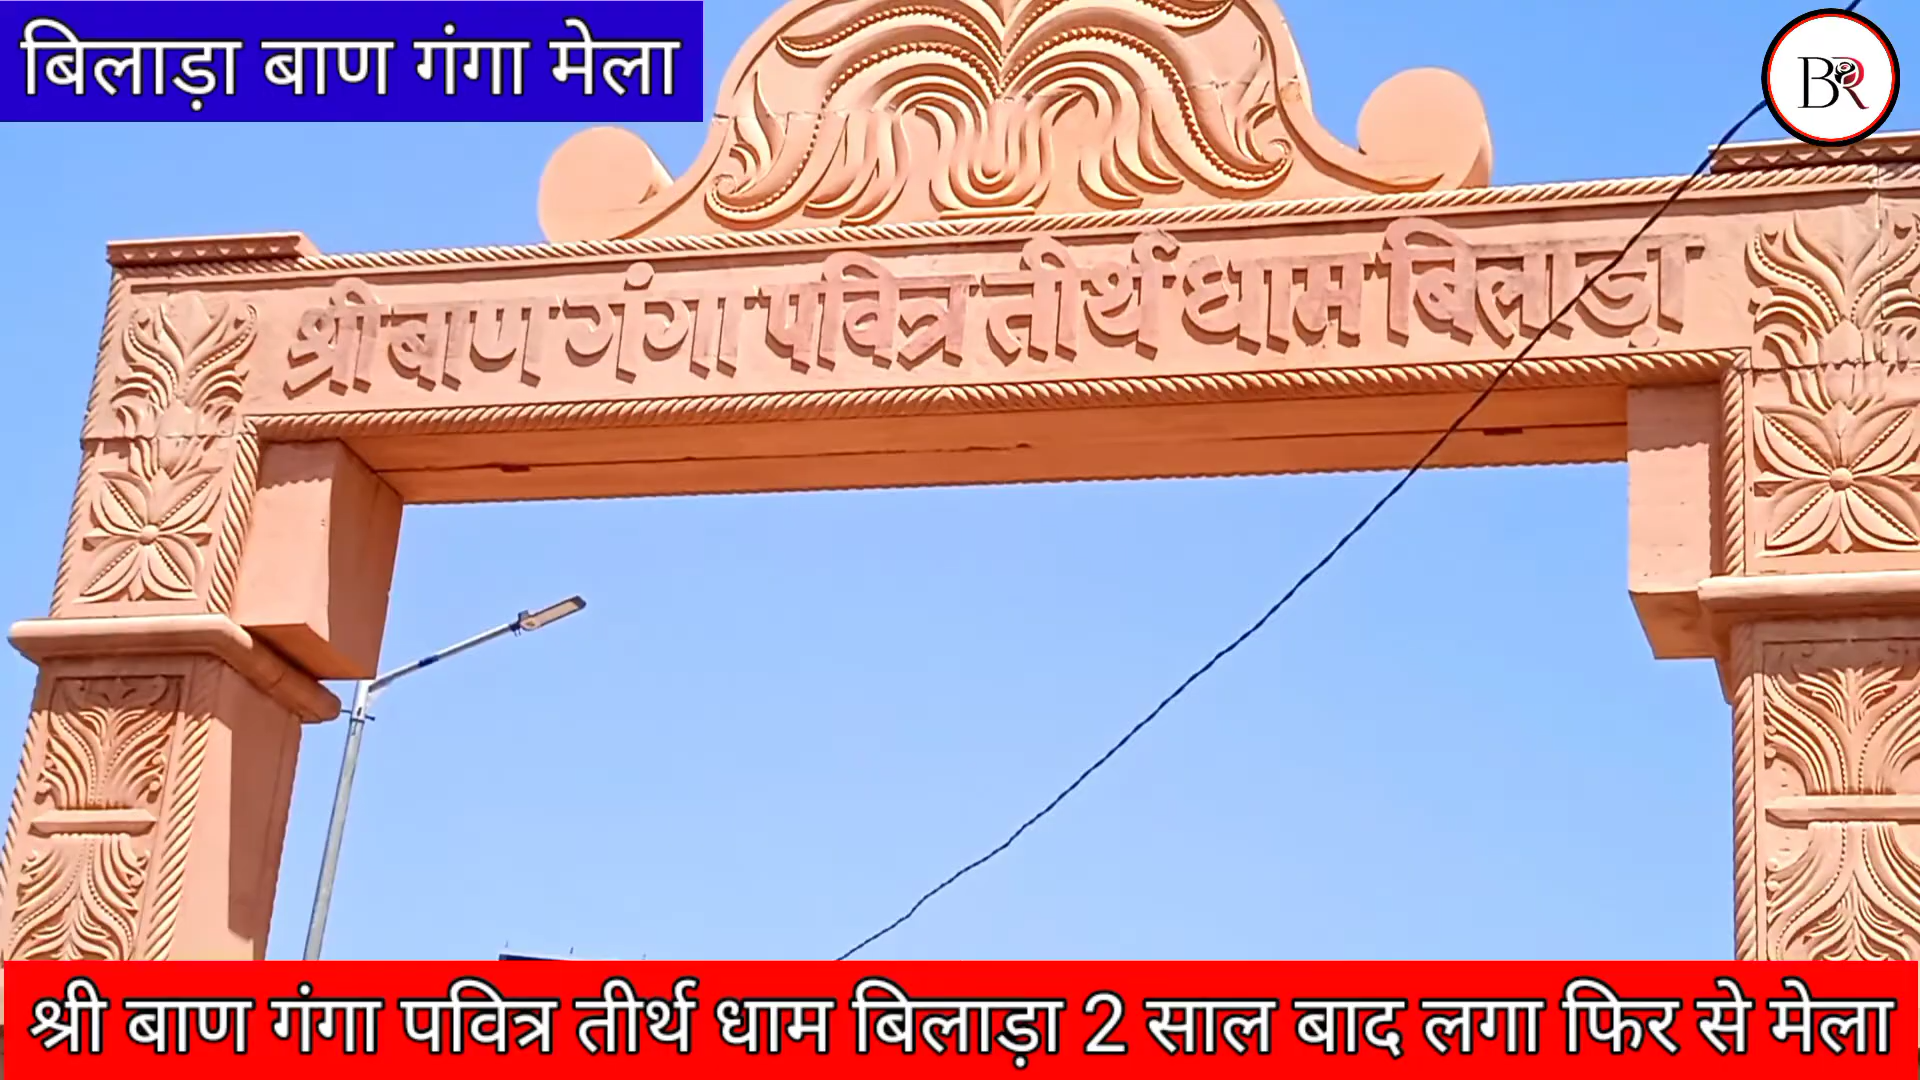 बिलाड़ा बाण गंगा मेला
BR
श्री बाण गंगा पवित्र तीर्थ धाम बिलाड़ा
श्री बाण गंगा पवित्र तीर्थ धाम बिलाड़ा 2 साल बाद लगा फिर से मेला